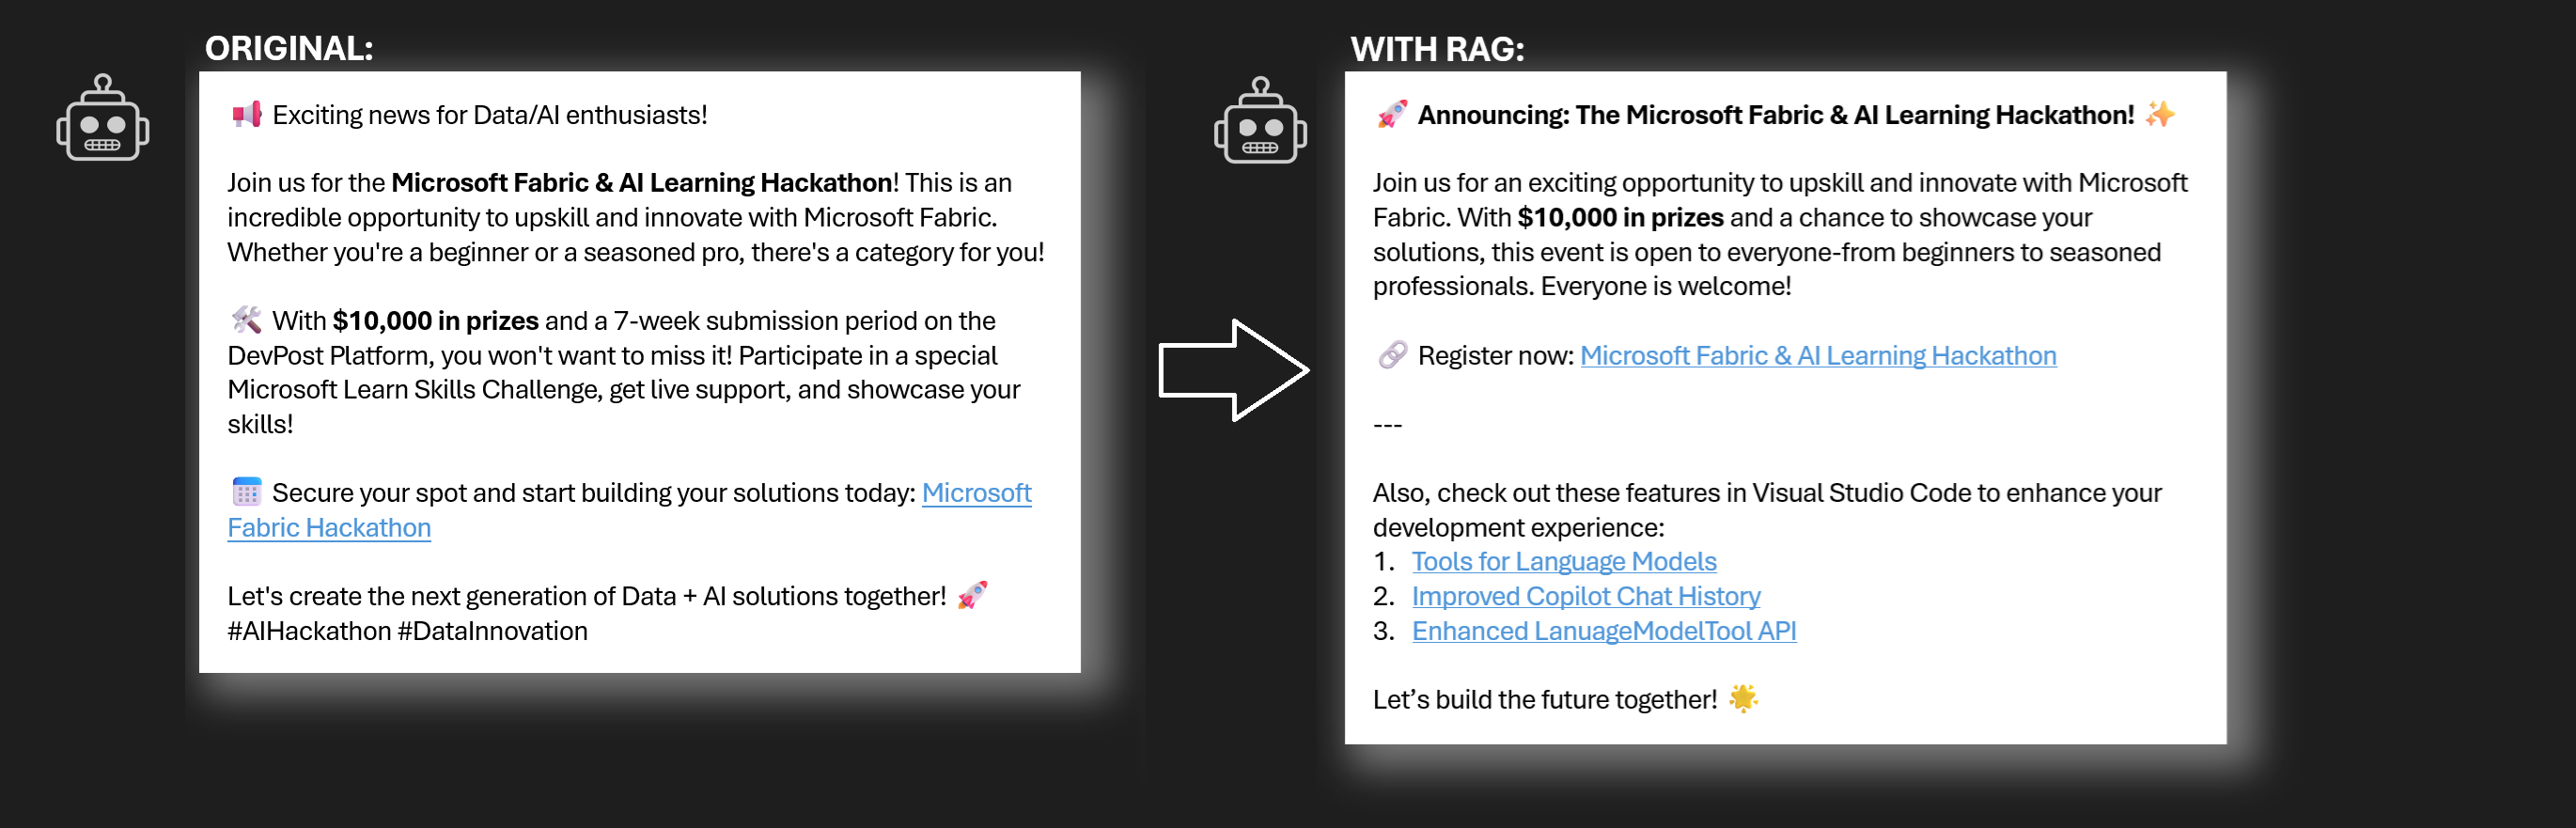 ORIGINAL:
📢 Exciting news for Data/AI enthusiasts!
Join us for the Microsoft Fabric & AI Learning Hackathon! This is an
incredible opportunity to upskill and innovate with Microsoft Fabric.
Whether you're a beginner or a seasoned pro, there's a category for you!
🛠️ With $10,000 in prizes and a 7-week submission period on the
DevPost Platform, you won't want to miss it! Participate in a special
Microsoft Learn Skills Challenge, get live support, and showcase your
skills!
📅 Secure your spot and start building your solutions today: Microsoft
Fabric Hackathon
Let's create the next generation of Data + AI solutions together! 🚀
#AIHackathon #DataInnovation
WITH RAG:
🚀 Announcing: The Microsoft Fabric & AI Learning Hackathon! ✨
Join us for an exciting opportunity to upskill and innovate with Microsoft
Fabric. With $10,000 in prizes and a chance to showcase your
solutions, this event is open to everyone-from beginners to seasoned
professionals. Everyone is welcome!
🔗 Register now: Microsoft Fabric & AI Learning Hackathon
---
Also, check out these features in Visual Studio Code to enhance your
development experience:
1. Tools for Language Models
2. Improved Copilot Chat History
3. Enhanced LanuageModelTool API
Let’s build the future together! 🌟